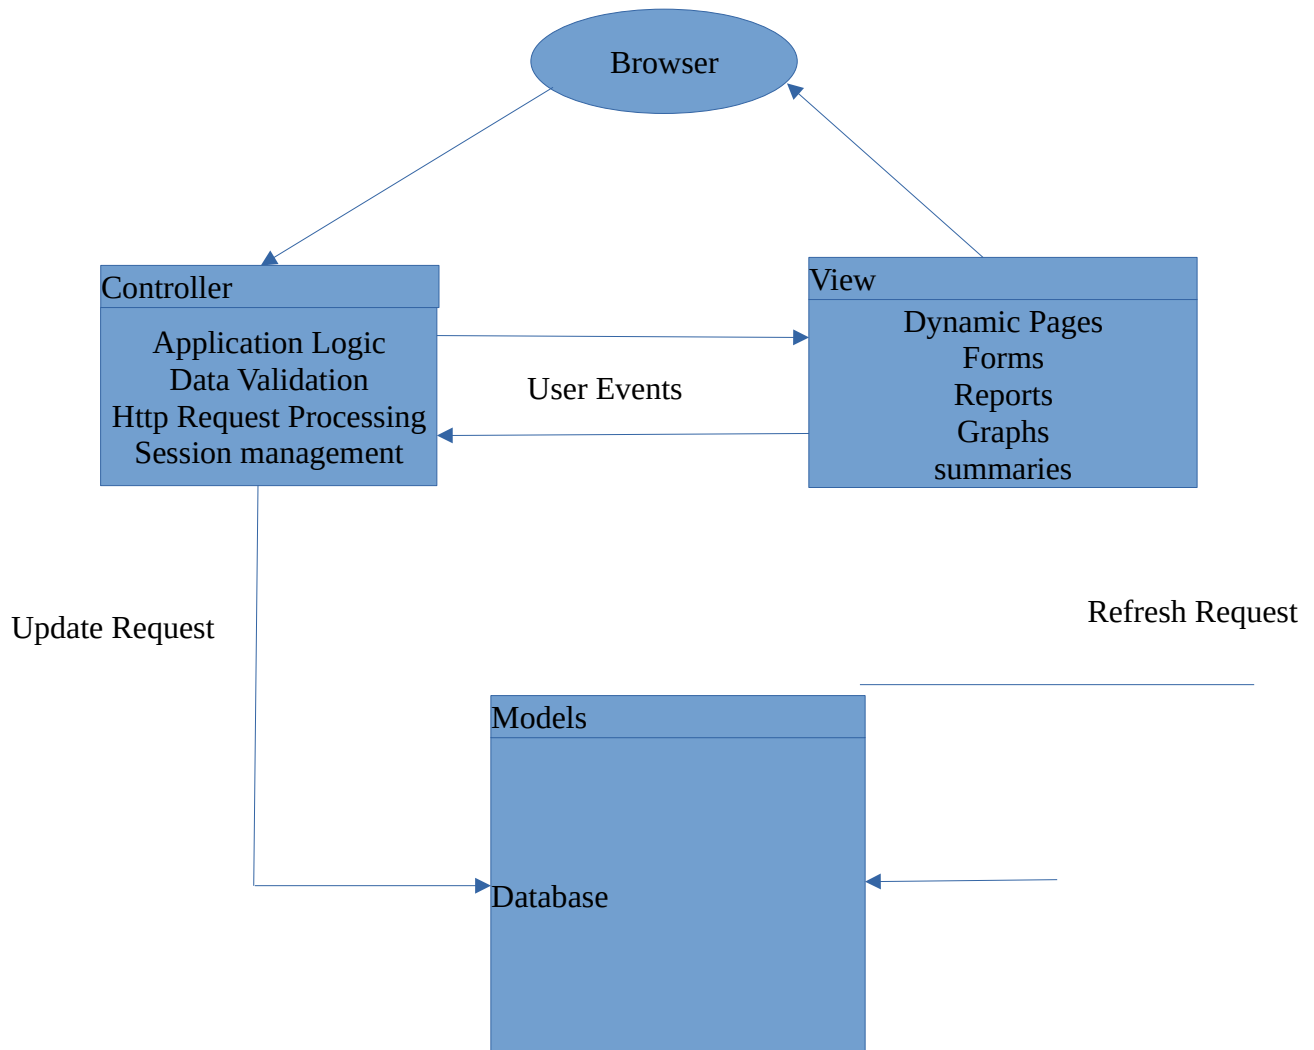 Browser
Controller
Application Logic
Data Validation
Http Request Processing
Session management
User Events
View
Dynamic Pages
Forms
Reports
Graphs
summaries
Update Request
Refresh Request
Models
Database